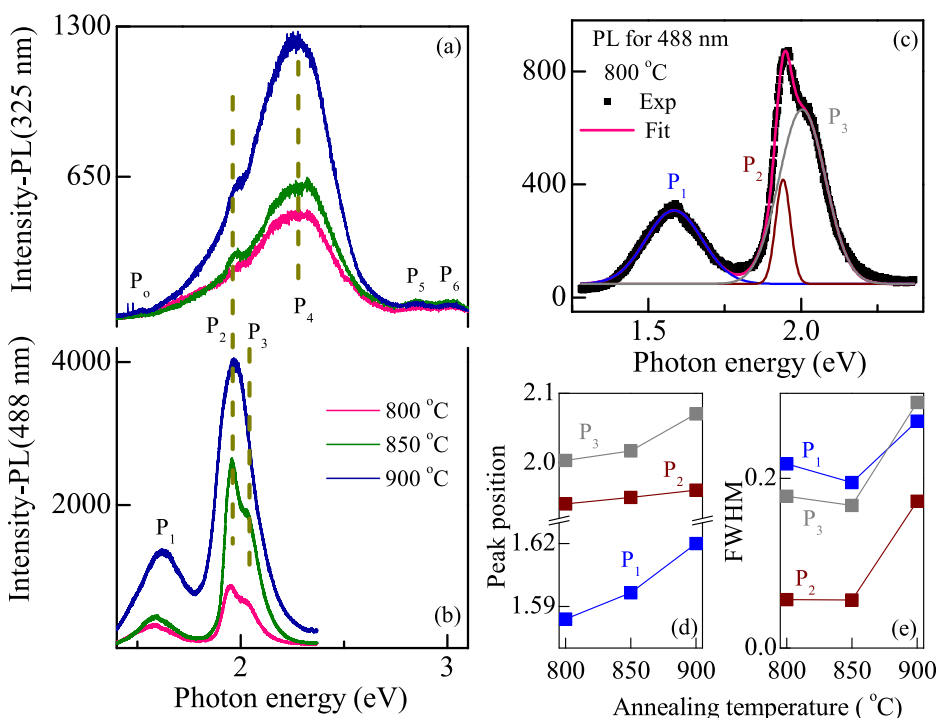 Intensity-PL(325 nm)
1300
650
(a)
Pₒ
P₅
P₆
P₂
P₃
P₄
Intensity-PL(488 nm)
4000
2000
P₁
800 °C
850 °C
900 °C
(b)
2
3
Photon energy (eV)
PL for 488 nm
(c)
800 °C
Exp
Fit
P₁
P₂
P₃
800
400
0
1.5
2.0
Photon energy (eV)
Peak position
2.1
2.0
1.62
1.59
P₃
P₂
P₁
(d)
800
850
900
FWHM
0.2
0.0
P₁
P₃
P₂
(e)
800
850
900
Annealing temperature ( °C)